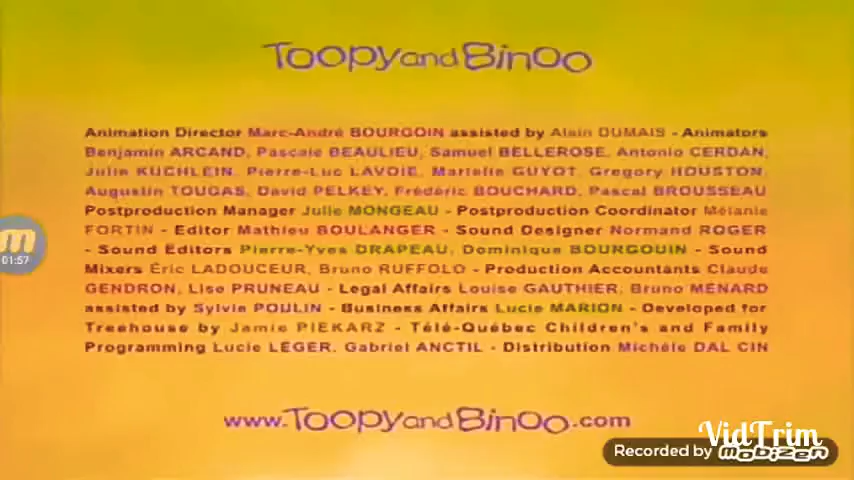 Toopy and Binoo
Animation Director Marc-André BOURGOIN assisted by Alain DUMAIS - Animators
Benjamin ARCAND, Pascale BEAULIEU, Samuel BELLEROSE, Antonio CERDAN,
Julie KUCHLEIN, Pierre-Luc LAVOIE, Marielle GUYOT, Gregory HOUSTON,
Augustin TOUGAS, David PELKEY, Fréderic BOUCHARD, Pascal BROUSSEAU
Postproduction Manager Julie MONGEAU - Postproduction Coordinator Mélanie
FORTIN - Editor Mathieu BOULANGER - Sound Designer Normand ROGER
- Sound Editors Pierre-Yves DRAPEAU, Dominique BOURGOUIN - Sound
Mixers Éric LADOUCEUR, Bruno RUFFOLO - Production Accountants Claude
GENDRON, Lise PRUNEAU - Legal Affairs Louise GAUTHIER, Bruno MENARD
assisted by Sylvie POULIN - Business Affairs Lucie MARION - Developed for
Treehouse by Jamie PIEKARZ - Télé-Québec Children's and Family
Programming Lucie LEGER, Gabriel ANCTIL - Distribution Michèle DAL CIN
www.ToopyandBinoo.com
VidTrim
Recorded by mobizen
01:57